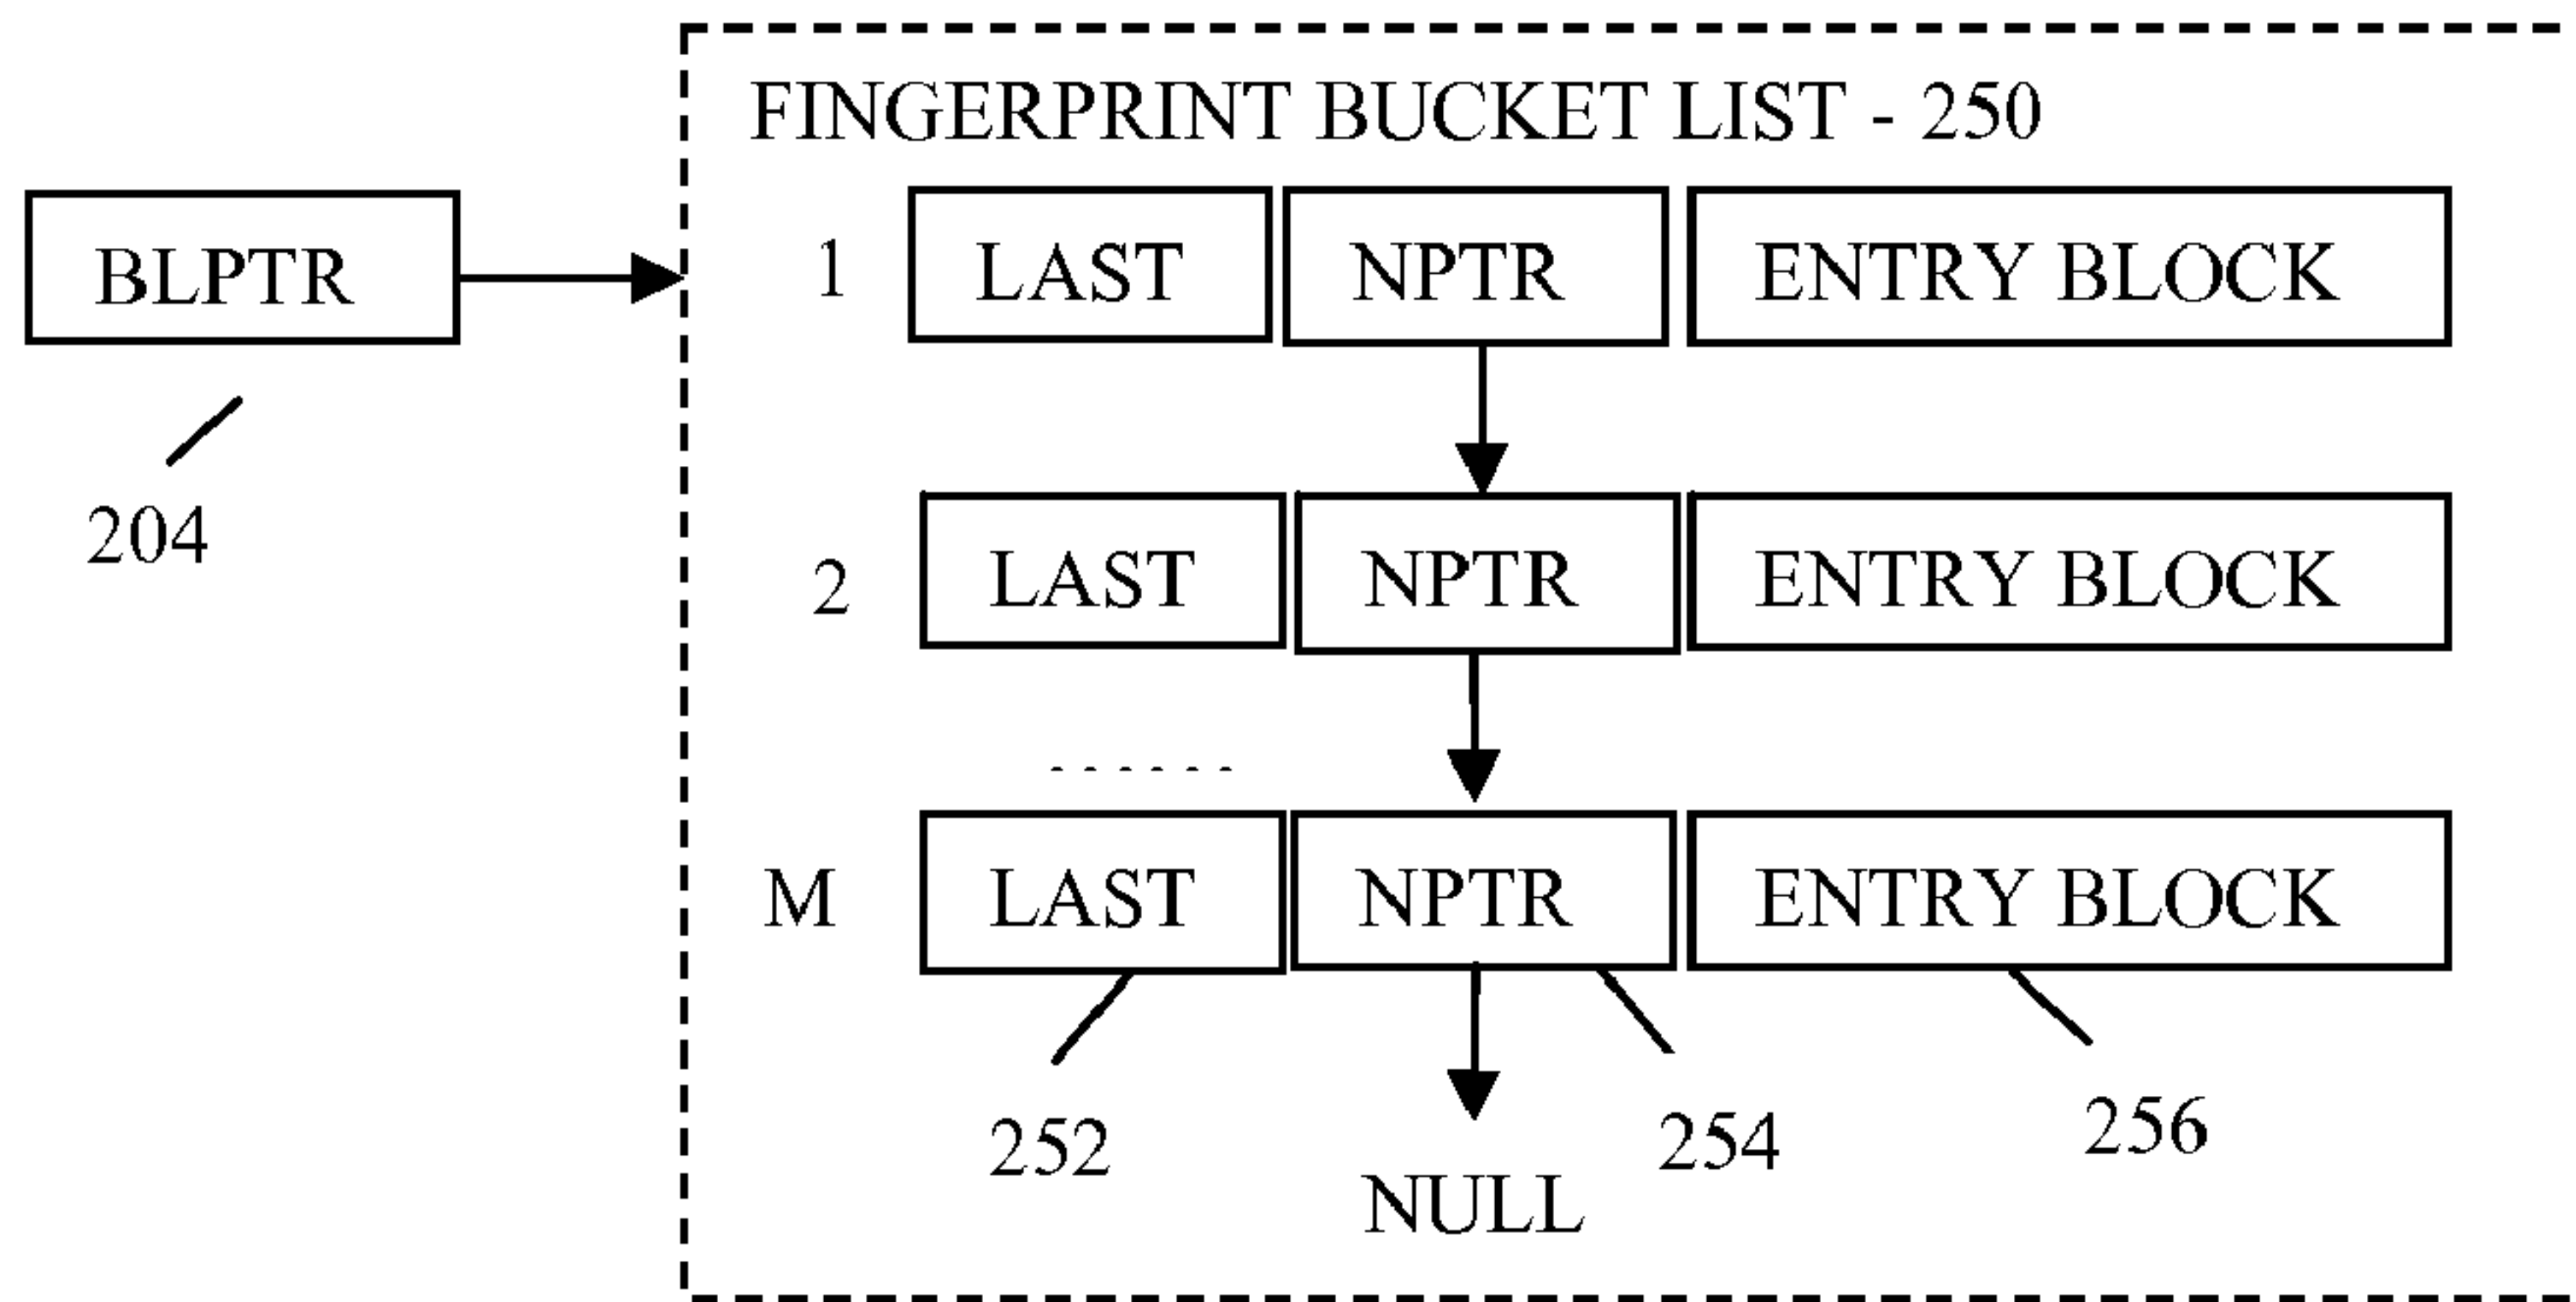 FINGERPRINT BUCKET LIST - 250
BLPTR
1 LAST NPTR ENTRY BLOCK
204
2 LAST NPTR ENTRY BLOCK
......
M LAST NPTR ENTRY BLOCK
252 254 256
NULL